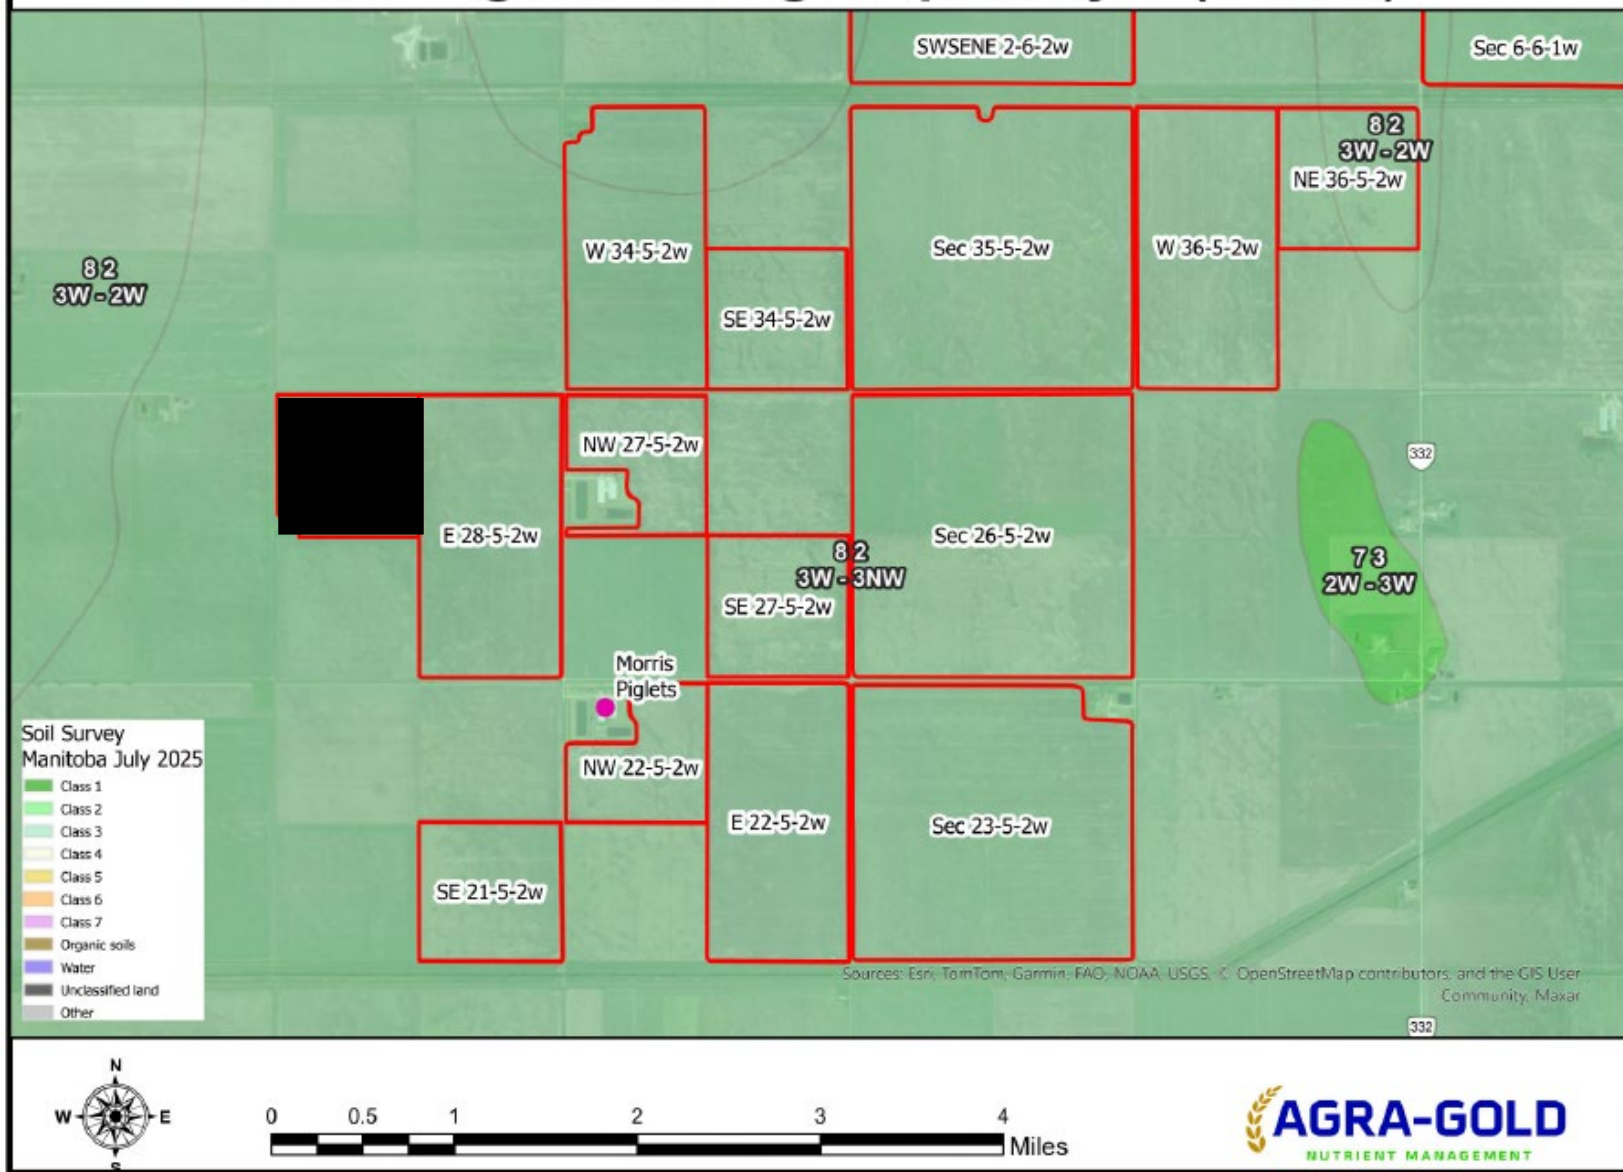 SWSENE 2-6-2w
Sec 6-6-1w
8 2
3W - 2W
NE 36-5-2w
W 34-5-2w
Sec 35-5-2w
W 36-5-2w
8 2
3W - 2W
SE 34-5-2w
NW 27-5-2w
332
E 28-5-2w
Sec 26-5-2w
8 2
3W - 3NW
7 3
2W - 3W
SE 27-5-2w
Morris
Piglets
NW 22-5-2w
E 22-5-2w
Sec 23-5-2w
SE 21-5-2w
Soil Survey
Manitoba July 2025
Class 1
Class 2
Class 3
Class 4
Class 5
Class 6
Class 7
Organic soils
Water
Unclassified land
Other
Sources: Esri, TomTom, Garmin, FAO, NOAA, USGS, © OpenStreetMap contributors, and the GIS User
Community, Maxar
332
N
W
E
S
0 0.5 1 2 3 4
Miles
AGRA-GOLD
NUTRIENT MANAGEMENT